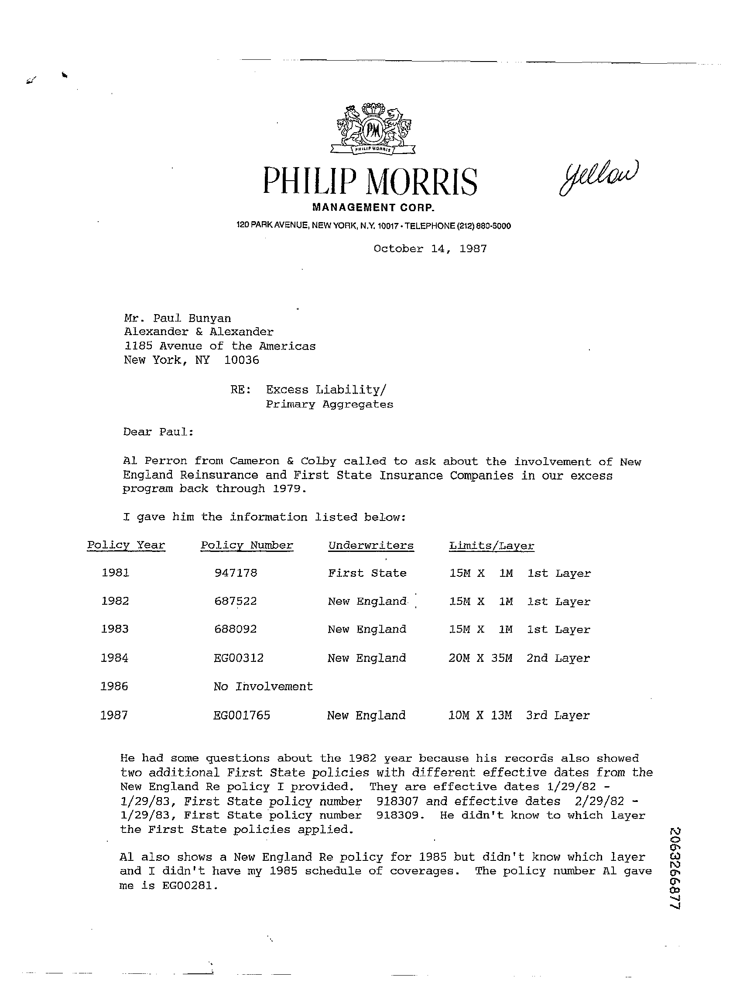 PM
PHILIP MORRIS
PHILIP MORRIS
MANAGEMENT CORP.
120 PARK AVENUE, NEW YORK, N.Y. 10017 • TELEPHONE (212) 880-5000
Yellow
October 14, 1987
Mr. Paul Bunyan
Alexander & Alexander
1185 Avenue of the Americas
New York, NY 10036
RE: Excess Liability/
Primary Aggregates
Dear Paul:
Al Perron from Cameron & Colby called to ask about the involvement of New
England Reinsurance and First State Insurance Companies in our excess
program back through 1979.
I gave him the information listed below:
Policy Year Policy Number Underwriters Limits/Layer
1981 947178 First State 15M X 1M 1st Layer
1982 687522 New England 15M X 1M 1st Layer
1983 688092 New England 15M X 1M 1st Layer
1984 EG00312 New England 20M X 35M 2nd Layer
1986 No Involvement
1987 EG001765 New England 10M X 13M 3rd Layer
He had some questions about the 1982 year because his records also showed
two additional First State policies with different effective dates from the
New England Re policy I provided. They are effective dates 1/29/82 -
1/29/83, First State policy number 918307 and effective dates 2/29/82 -
1/29/83, First State policy number 918309. He didn't know to which layer
the First State policies applied.
Al also shows a New England Re policy for 1985 but didn't know which layer
and I didn't have my 1985 schedule of coverages. The policy number Al gave
me is EG00281.
2063266877